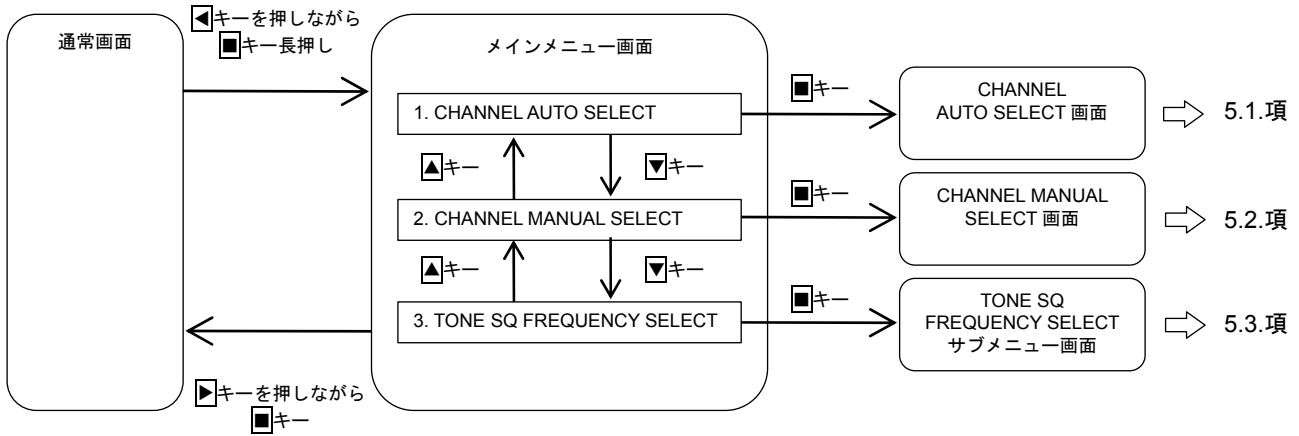 通常画面
◀キーを押しながら
■キー長押し
メインメニュー画面
1. CHANNEL AUTO SELECT
▲キー
▼キー
2. CHANNEL MANUAL SELECT
▲キー
▼キー
3. TONE SQ FREQUENCY SELECT
▶キーを押しながら
■キー
■キー
CHANNEL
AUTO SELECT 画面
5.1.項
■キー
CHANNEL MANUAL
SELECT 画面
5.2.項
■キー
TONE SQ
FREQUENCY SELECT
サブメニュー画面
5.3.項